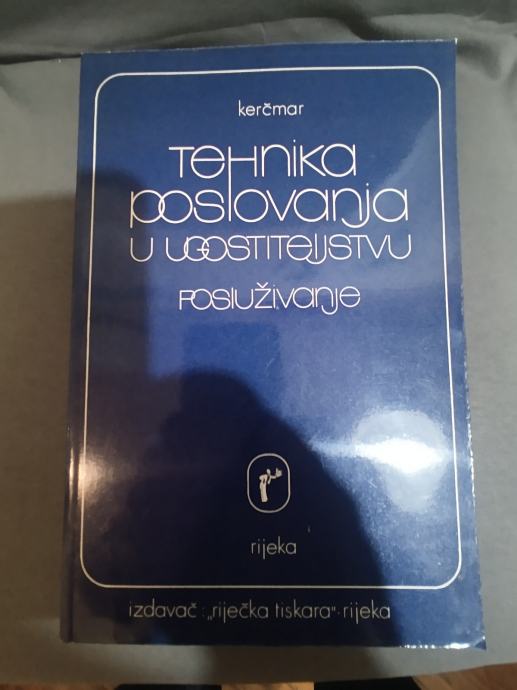 kerčmar
Tehnika
poslovanja
u ugostiteljstvu
posluživanje
rijeka
izdavač: „riječka tiskara"·rijeka